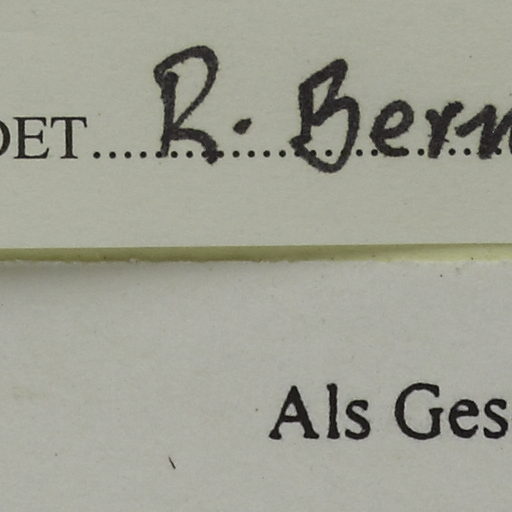 DET.......R. Bern
Als Ges